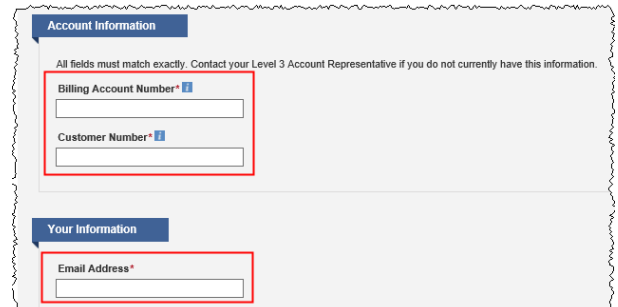 Account Information
All fields must match exactly. Contact your Level 3 Account Representative if you do not currently have this information.
Billing Account Number* i
Customer Number* i
Your Information
Email Address*